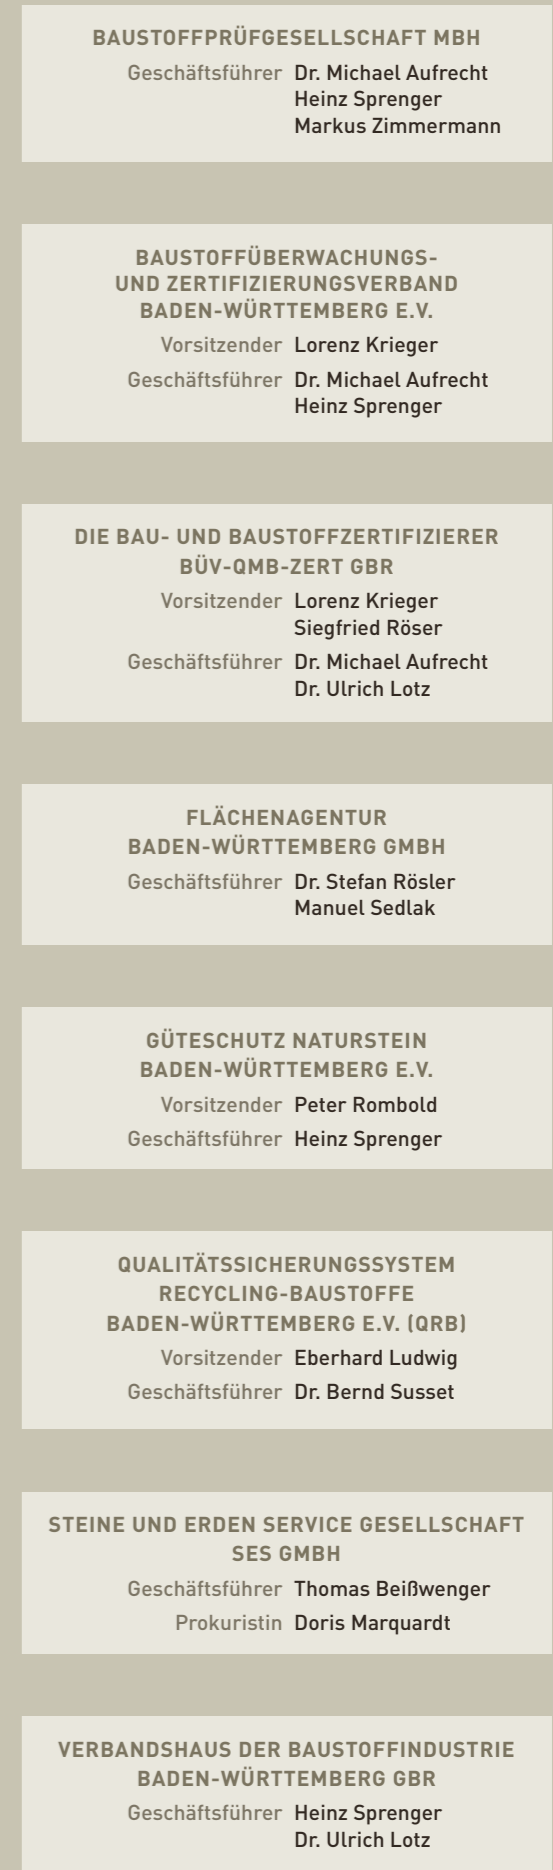 BAUSTOFFPRÜFGESELLSCHAFT MBH
Geschäftsführer Dr. Michael Aufrecht
Heinz Sprenger
Markus Zimmermann
BAUSTOFFÜBERWACHUNGS-
UND ZERTIFIZIERUNGSVERBAND
BADEN-WÜRTTEMBERG E.V.
Vorsitzender Lorenz Krieger
Geschäftsführer Dr. Michael Aufrecht
Heinz Sprenger
DIE BAU- UND BAUSTOFFZERTIFIZIERER
BÜV-QMB-ZERT GBR
Vorsitzender Lorenz Krieger
Siegfried Röser
Geschäftsführer Dr. Michael Aufrecht
Dr. Ulrich Lotz
FLÄCHENAGENTUR
BADEN-WÜRTTEMBERG GMBH
Geschäftsführer Dr. Stefan Rösler
Manuel Sedlak
GÜTESCHUTZ NATURSTEIN
BADEN-WÜRTTEMBERG E.V.
Vorsitzender Peter Rombold
Geschäftsführer Heinz Sprenger
QUALITÄTSSICHERUNGSSYSTEM
RECYCLING-BAUSTOFFE
BADEN-WÜRTTEMBERG E.V. (QRB)
Vorsitzender Eberhard Ludwig
Geschäftsführer Dr. Bernd Susset
STEINE UND ERDEN SERVICE GESELLSCHAFT
SES GMBH
Geschäftsführer Thomas Beißwenger
Prokuristin Doris Marquardt
VERBANDSHAUS DER BAUSTOFFINDUSTRIE
BADEN-WÜRTTEMBERG GBR
Geschäftsführer Heinz Sprenger
Dr. Ulrich Lotz